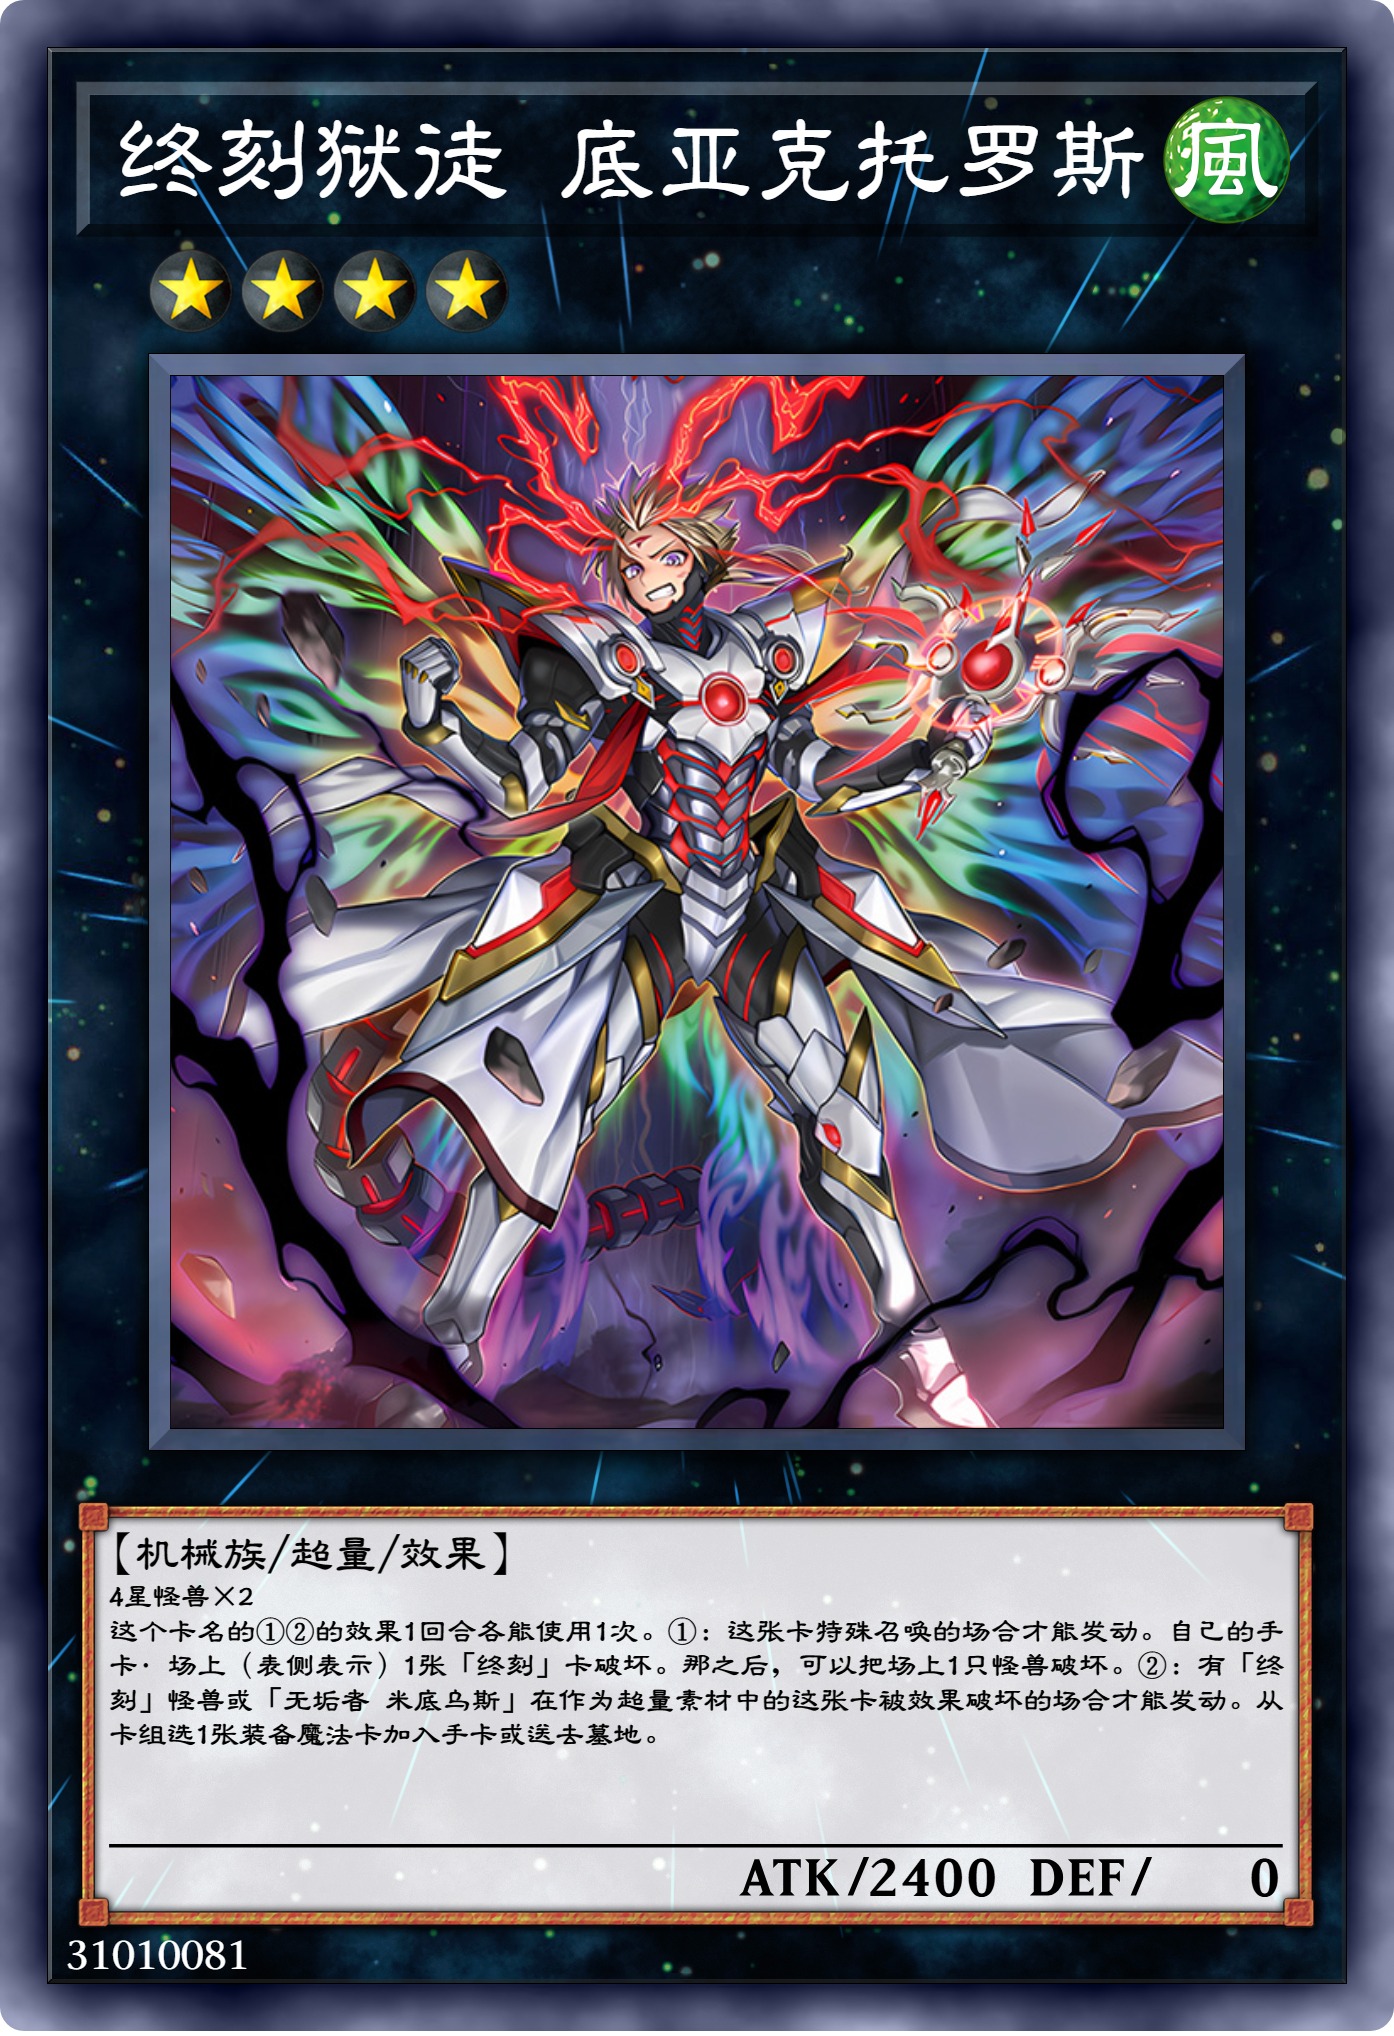 终刻狱徒 底亚克托罗斯 風
【机械族/超量/效果】
4星怪兽×2
这个卡名的①②的效果1回合各能使用1次。①：这张卡特殊召唤的场合才能发动。自己的手
卡·场上（表侧表示）1张「终刻」卡破坏。那之后，可以把场上1只怪兽破坏。②：有「终
刻」怪兽或「无垢者 米底乌斯」在作为超量素材中的这张卡被效果破坏的场合才能发动。从
卡组选1张装备魔法卡加入手卡或送去墓地。
ATK/2400 DEF/ 0
31010081